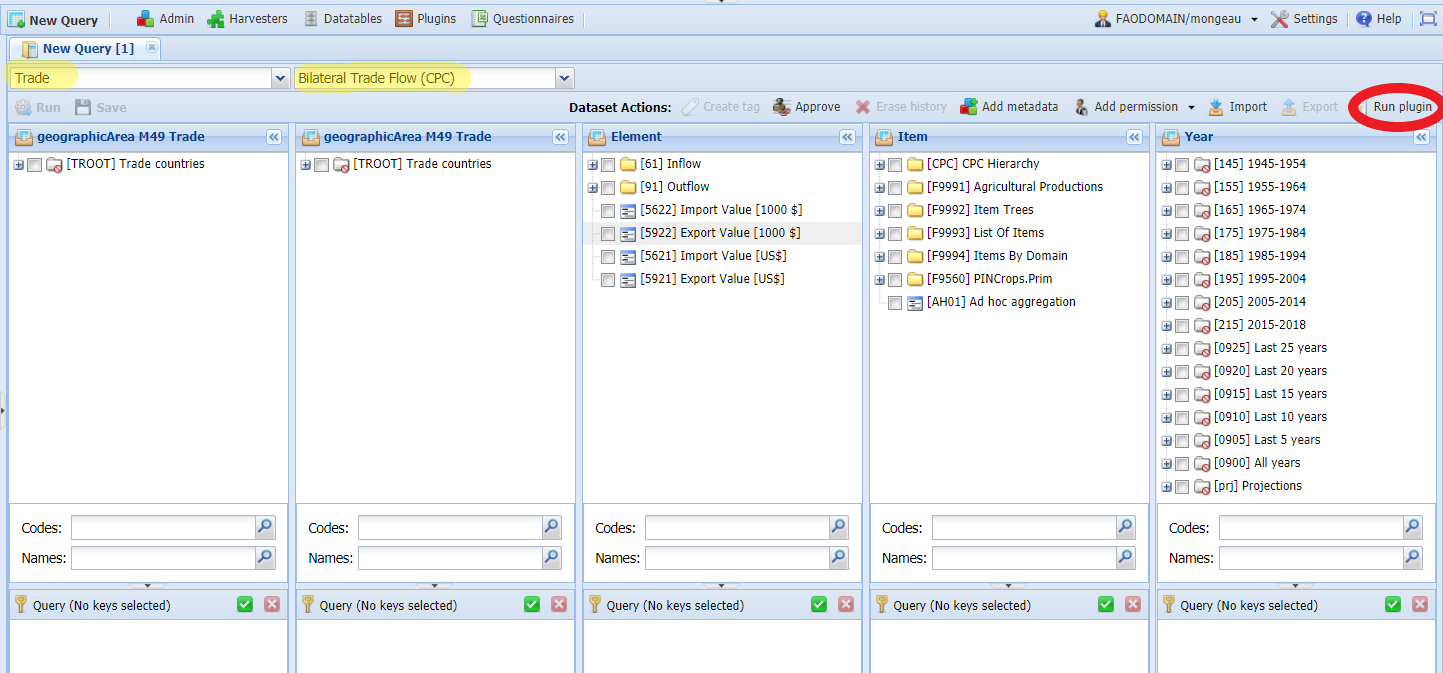 New Query Admin Harvesters Datatables Plugins Questionnaires FAODOMAIN/mongeau Settings Help
New Query [1]
Trade Bilateral Trade Flow (CPC)
Run Save Dataset Actions: Create tag Approve Erase history Add metadata Add permission Import Export Run plugin
geographicArea M49 Trade
[TROOT] Trade countries
Codes:
Names:
Query (No keys selected)
geographicArea M49 Trade
[TROOT] Trade countries
Codes:
Names:
Query (No keys selected)
Element
[61] Inflow
[91] Outflow
[5622] Import Value [1000 $]
[5922] Export Value [1000 $]
[5621] Import Value [US$]
[5921] Export Value [US$]
Codes:
Names:
Query (No keys selected)
Item
[CPC] CPC Hierarchy
[F9991] Agricultural Productions
[F9992] Item Trees
[F9993] List Of Items
[F9994] Items By Domain
[F9560] PINCrops.Prim
[AH01] Ad hoc aggregation
Codes:
Names:
Query (No keys selected)
Year
[145] 1945-1954
[155] 1955-1964
[165] 1965-1974
[175] 1975-1984
[185] 1985-1994
[195] 1995-2004
[205] 2005-2014
[215] 2015-2018
[0925] Last 25 years
[0920] Last 20 years
[0915] Last 15 years
[0910] Last 10 years
[0905] Last 5 years
[0900] All years
[prj] Projections
Codes:
Names:
Query (No keys selected)